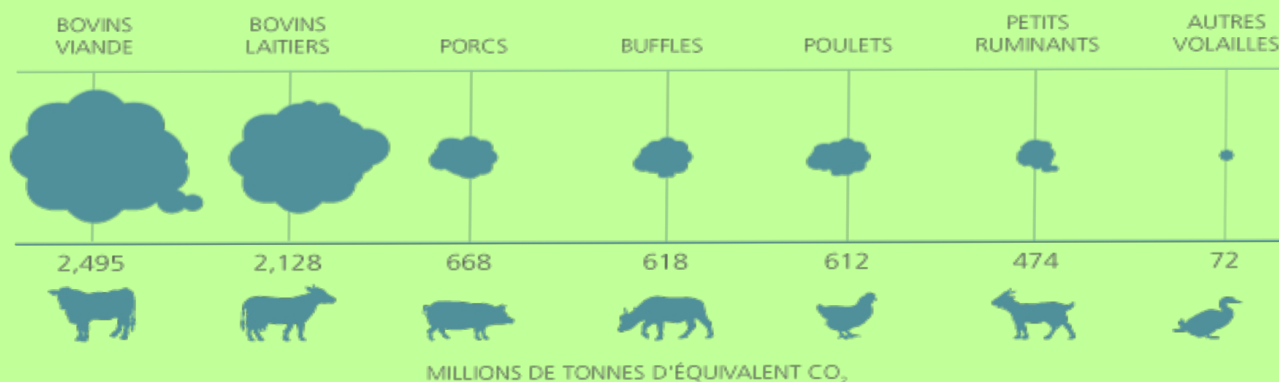 BOVINS
VIANDE
BOVINS
LAITIERS
PORCS
BUFFLES
POULETS
PETITS
RUMINANTS
AUTRES
VOLAILLES
2,495
2,128
668
618
612
474
72
MILLIONS DE TONNES D'ÉQUIVALENT CO₂